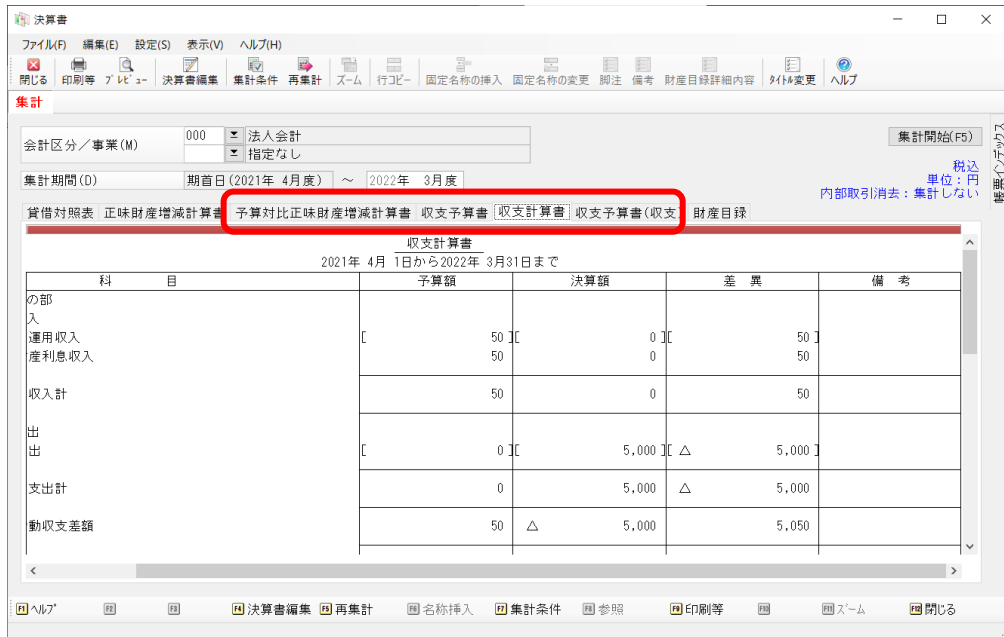 決算書
ファイル(F) 編集(E) 設定(S) 表示(V) ヘルプ(H)
閉じる 印刷等 プレビュー 決算書編集 集計条件 再集計 ズーム 行コピー 固定名称の挿入 固定名称の変更 脚注 備考 財産目録詳細内容 タイトル変更 ヘルプ
集計
会計区分/事業(M) 000 法人会計 集計開始(F5)
指定なし
税込
集計期間(D) 期首日(2021年 4月度) ～ 2022年 3月度 単位:円
内部取引消去:集計しない
帳票インデックス
貸借対照表 正味財産増減計算書 予算対比正味財産増減計算書 収支予算書 収支計算書 収支予算書(収支) 財産目録
収支計算書
2021年 4月 1日から2022年 3月31日まで
科 目 予算額 決算額 差 異 備 考
の部
入
運用収入 [ 50 ][ 0 ][ 50 ]
産利息収入 50 0 50
収入計 50 0 50
出
出 [ 0 ][ 5,000 ][ △ 5,000 ]
支出計 0 5,000 △ 5,000
動収支差額 50 △ 5,000 5,050
F1 ヘルプ F2 F3 F4 決算書編集 F5 再集計 F6 名称挿入 F7 集計条件 F8 参照 F9 印刷等 F10 F11 ズーム F12 閉じる